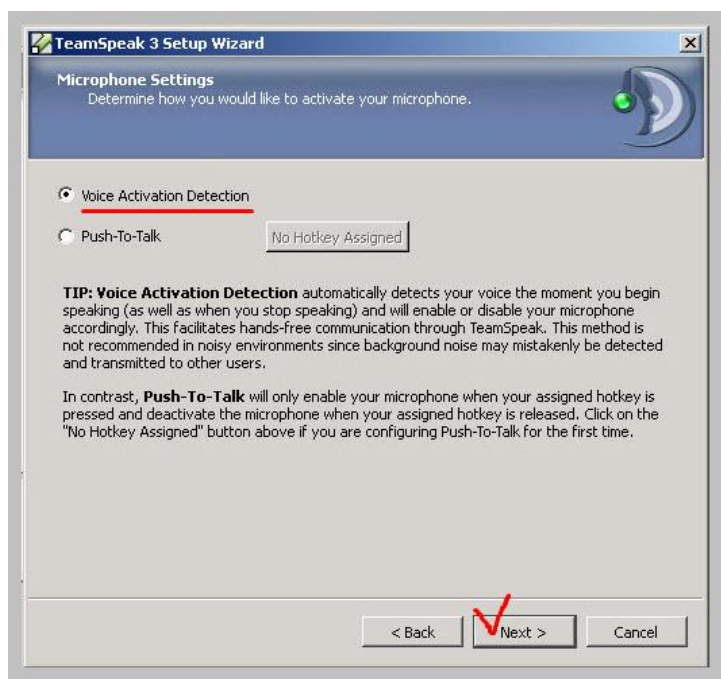 TeamSpeak 3 Setup Wizard
Microphone Settings
Determine how you would like to activate your microphone.
Voice Activation Detection
Push-To-Talk
No Hotkey Assigned
TIP: Voice Activation Detection automatically detects your voice the moment you begin
speaking (as well as when you stop speaking) and will enable or disable your microphone
accordingly. This facilitates hands-free communication through TeamSpeak. This method is
not recommended in noisy environments since background noise may mistakenly be detected
and transmitted to other users.
In contrast, Push-To-Talk will only enable your microphone when your assigned hotkey is
pressed and deactivate the microphone when your assigned hotkey is released. Click on the
"No Hotkey Assigned" button above if you are configuring Push-To-Talk for the first time.
< Back
Next >
Cancel